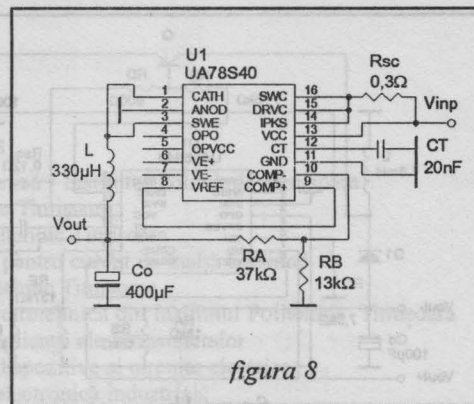 U1
UA78S40
1 CATH SWC 16
2 ANOD DRVC 15
3 SWE IPKS 14
4 OPO VCC 13
5 OPVCC CT 12
6 VE+ GND 11
7 VE- COMP- 10
8 VREF COMP+ 9
Rsc
0,3Ω
Vinp
CT
20nF
L
330µH
Vout
Co
400µF
RA
37kΩ
RB
13kΩ
figura 8